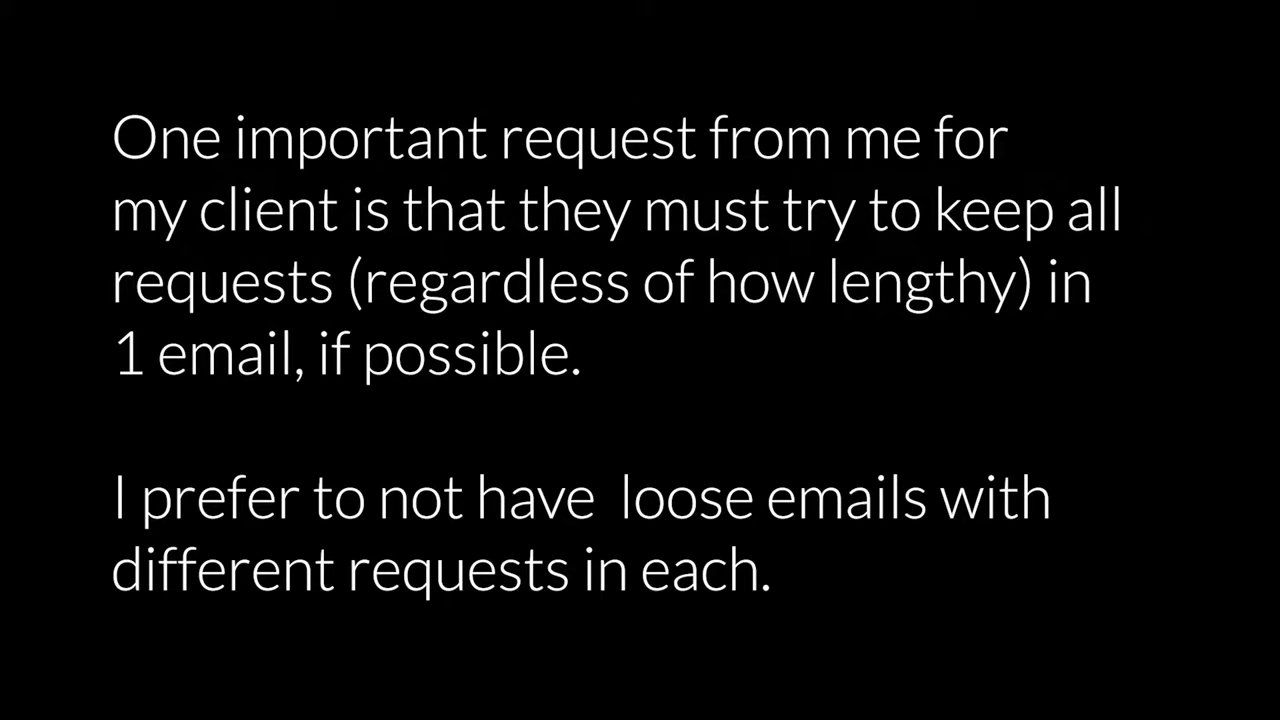 One important request from me for
my client is that they must try to keep all
requests (regardless of how lengthy) in
1 email, if possible.
I prefer to not have  loose emails with
different requests in each.